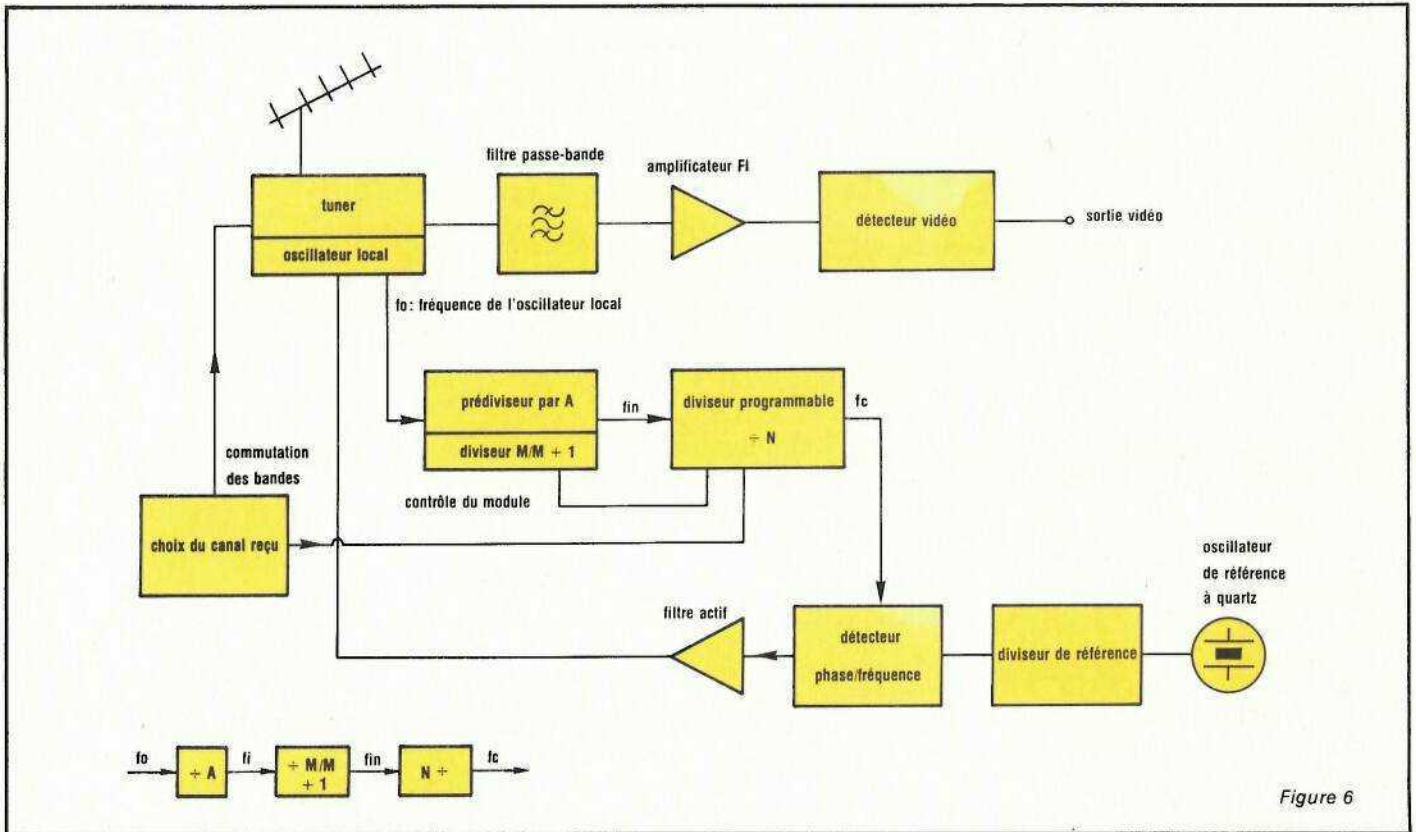 filtre passe-bande
amplificateur FI
tuner
oscillateur local
détecteur vidéo
sortie vidéo
fo: fréquence de l'oscillateur local
prédiviseur par A
diviseur M/M + 1
fin
diviseur programmable
÷ N
fc
commutation
des bandes
contrôle du module
choix du canal reçu
oscillateur
de référence
à quartz
filtre actif
détecteur
phase/fréquence
diviseur de référence
fo
÷ A
fi
÷ M/M
+ 1
fin
N ÷
fc
Figure 6